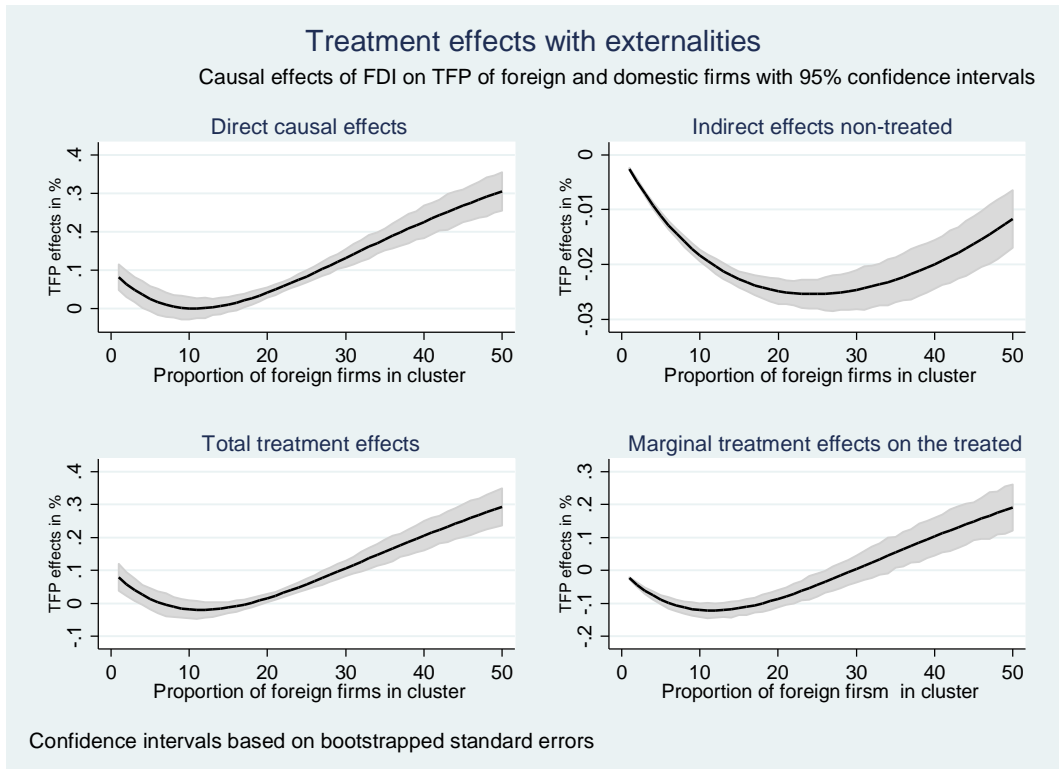 Treatment effects with externalities
Causal effects of FDI on TFP of foreign and domestic firms with 95% confidence intervals
Direct causal effects
TFP effects in %
.4
.3
.2
.1
0
0 10 20 30 40 50
Proportion of foreign firms in cluster
Indirect effects non-treated
TFP effects in %
0
-.01
-.02
-.03
0 10 20 30 40 50
Proportion of foreign firms in cluster
Total treatment effects
TFP effects in %
.4
.3
.2
.1
0
-.1
0 10 20 30 40 50
Proportion of foreign firms in cluster
Marginal treatment effects on the treated
TFP effects in %
.3
.2
.1
0
-.1
-.2
0 10 20 30 40 50
Proportion of foreign firsm in cluster
Confidence intervals based on bootstrapped standard errors